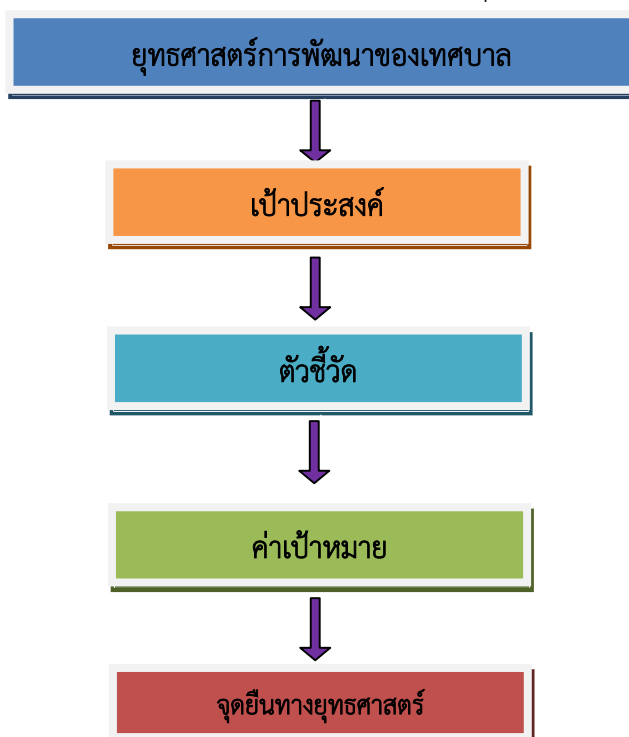 ยุทธศาสตร์การพัฒนาของเทศบาล
เป้าประสงค์
ตัวชี้วัด
ค่าเป้าหมาย
จุดยืนทางยุทธศาสตร์